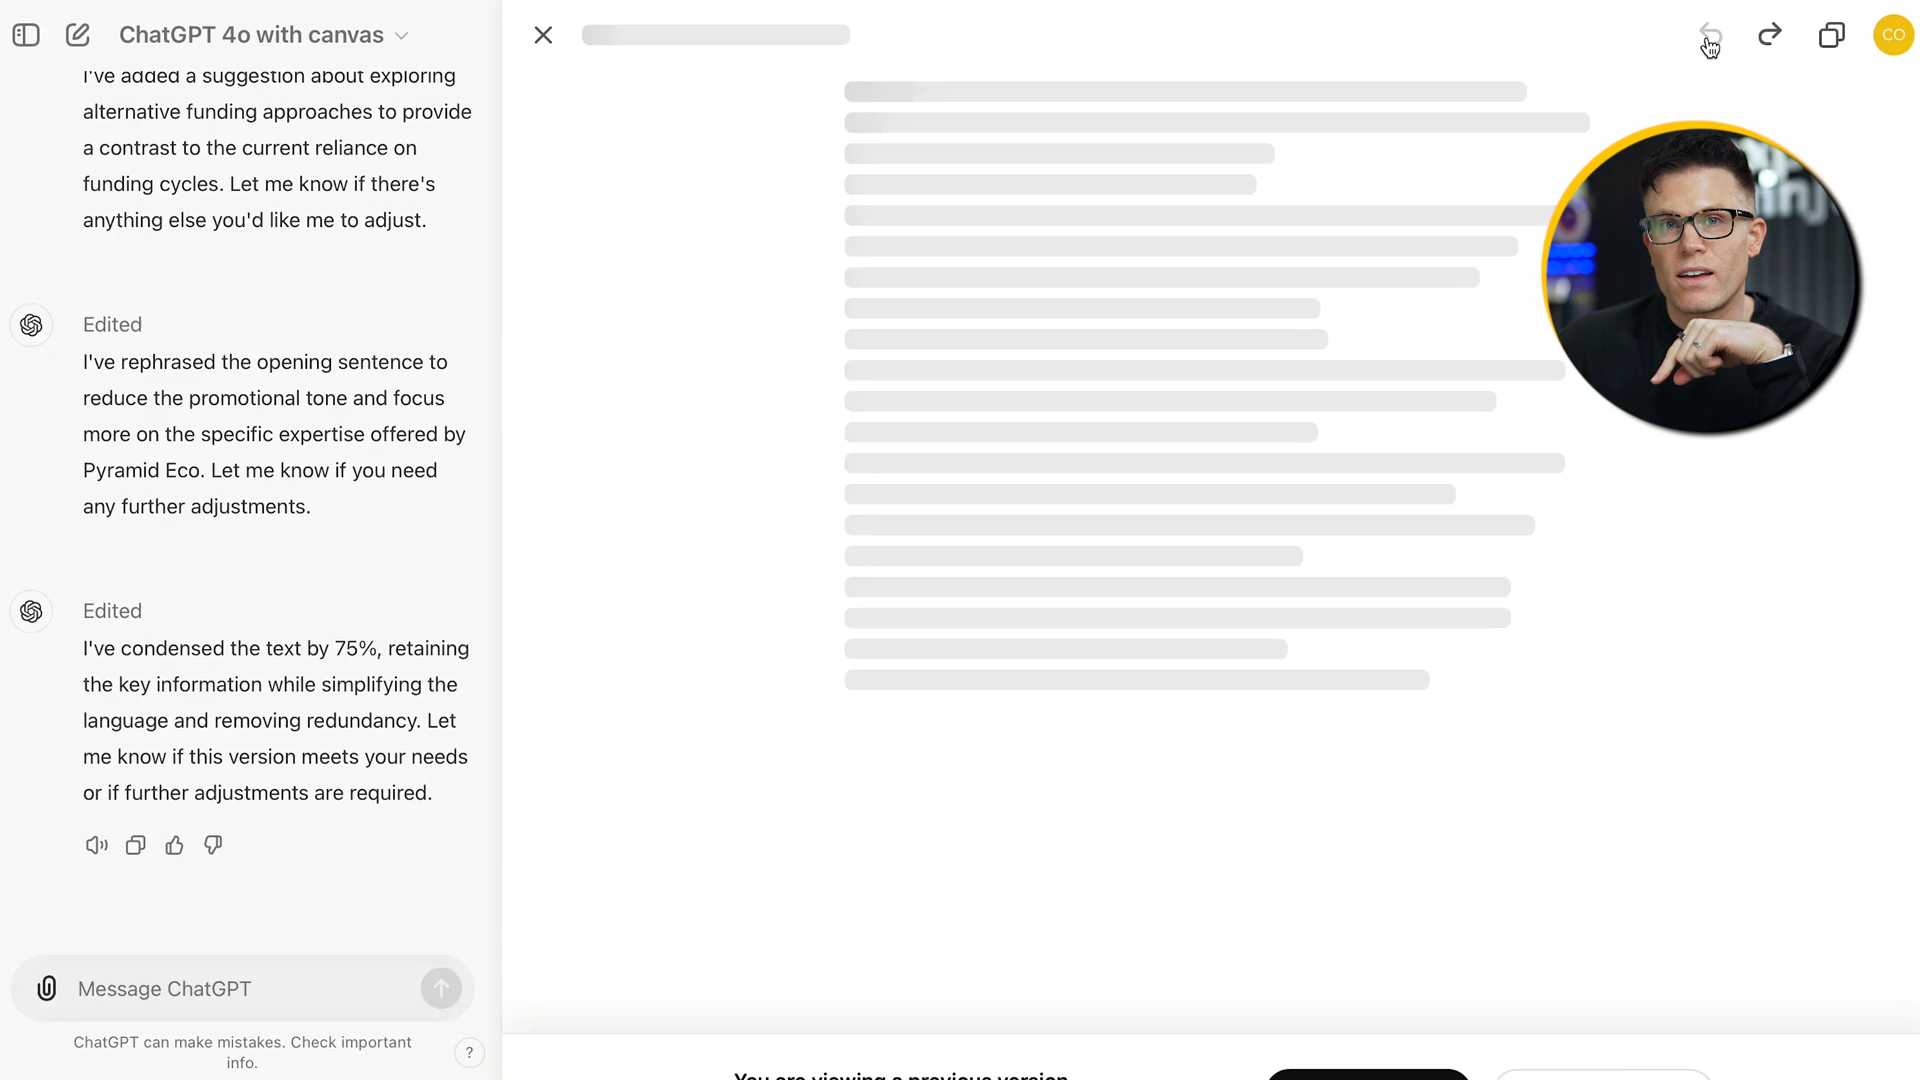 ChatGPT 4o with canvas
CO
I've added a suggestion about exploring
alternative funding approaches to provide
a contrast to the current reliance on
funding cycles. Let me know if there's
anything else you'd like me to adjust.
Edited
I've rephrased the opening sentence to
reduce the promotional tone and focus
more on the specific expertise offered by
Pyramid Eco. Let me know if you need
any further adjustments.
Edited
I've condensed the text by 75%, retaining
the key information while simplifying the
language and removing redundancy. Let
me know if this version meets your needs
or if further adjustments are required.
Message ChatGPT
ChatGPT can make mistakes. Check important
info.
?
You are viewing a previous version